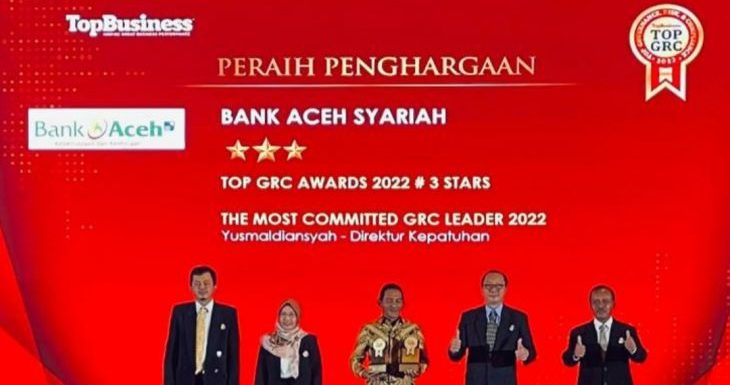 TopBusiness
PERAIH PENGHARGAAN
TOP GRC
2022
Bank Aceh
BANK ACEH SYARIAH
TOP GRC AWARDS 2022 # 3 STARS
THE MOST COMMITTED GRC LEADER 2022
Yusmaldiansyah - Direktur Kepatuhan